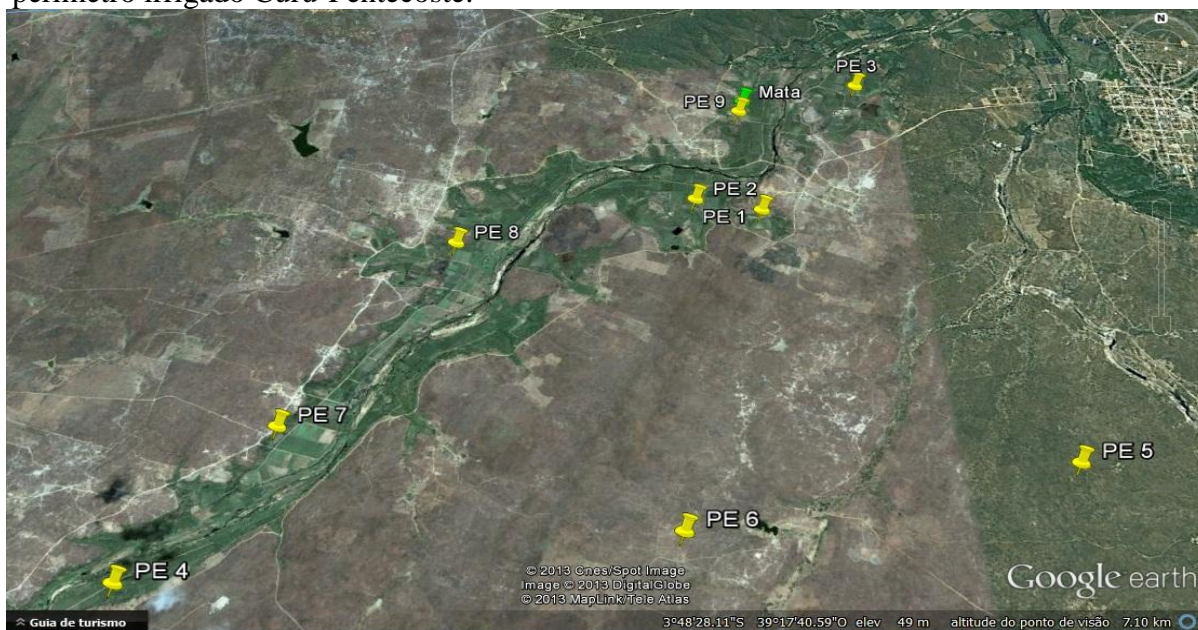 perímetro irrigado Curu-Pentecoste.
N
PE 3
Mata
PE 9
PE 2
PE 1
PE 8
PE 7
PE 5
PE 6
PE 4
© 2013 Cnes/Spot Image
Image © 2013 DigitalGlobe
© 2013 MapLink/Tele Atlas
Google earth
Guia de turismo
3°48'28.11"S 39°17'40.59"O elev 49 m altitude do ponto de visão 7.10 km